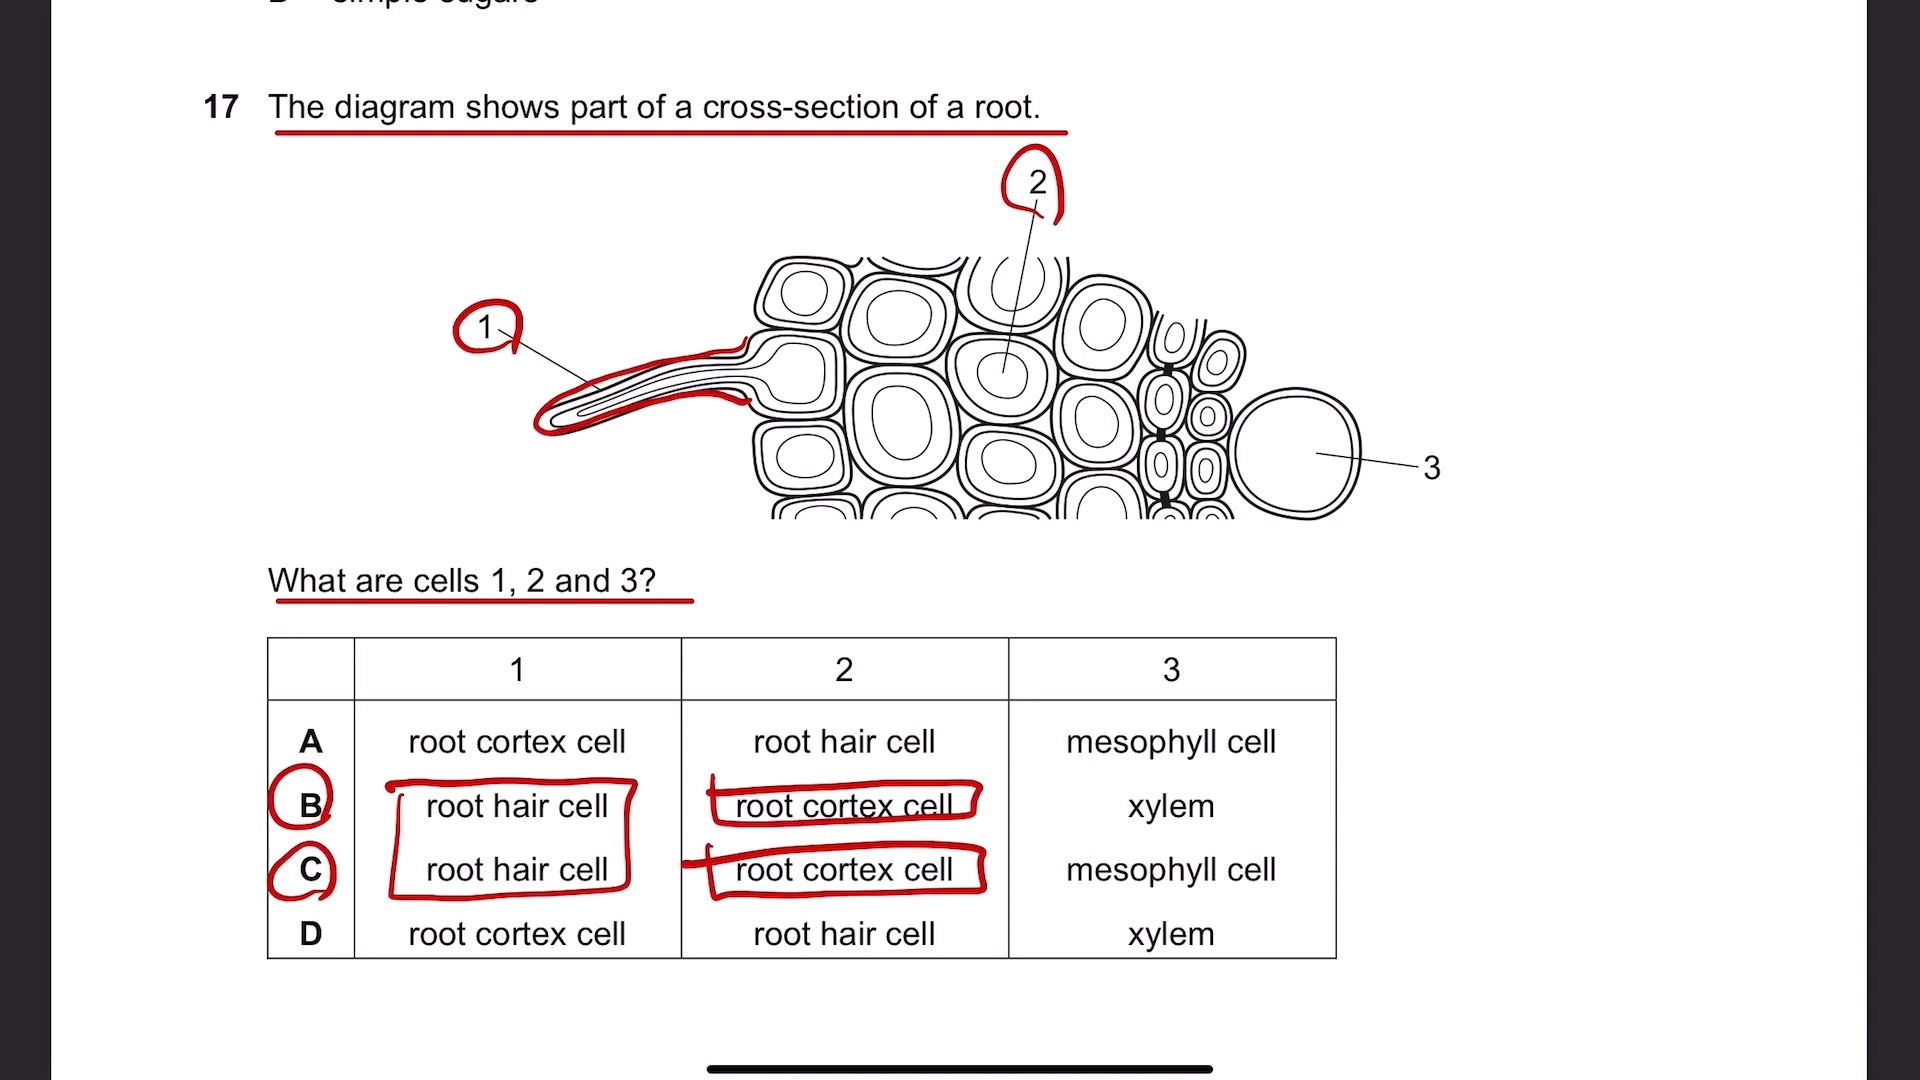 17 The diagram shows part of a cross-section of a root.
2
1
3
What are cells 1, 2 and 3?
1 2 3
A root cortex cell root hair cell mesophyll cell
B root hair cell root cortex cell xylem
C root hair cell root cortex cell mesophyll cell
D root cortex cell root hair cell xylem